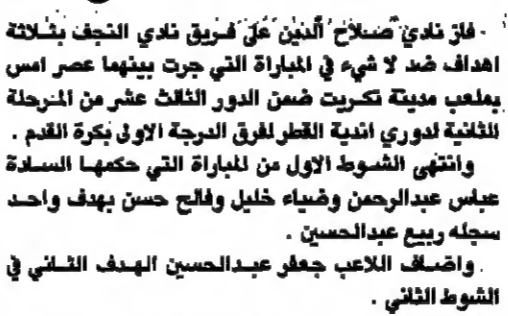 فاز نادي صلاح الدين على فريق نادي النجف بثلاثة
اهداف ضد لا شيء في المباراة التي جرت بينهما عصر امس
بملعب مدينة تكريت ضمن الدور الثالث عشر من المرحلة
الثانية لدوري اندية القطر لفرق الدرجة الاولى بكرة القدم .
وانتهى الشوط الاول من المباراة التي حكمها السادة
عباس عبدالرحمن وضياء خليل وفالح حسن بهدف واحد
سجله ربيع عبدالحسين .
واضاف اللاعب جعفر عبدالحسين الهدف الثاني في
الشوط الثاني .